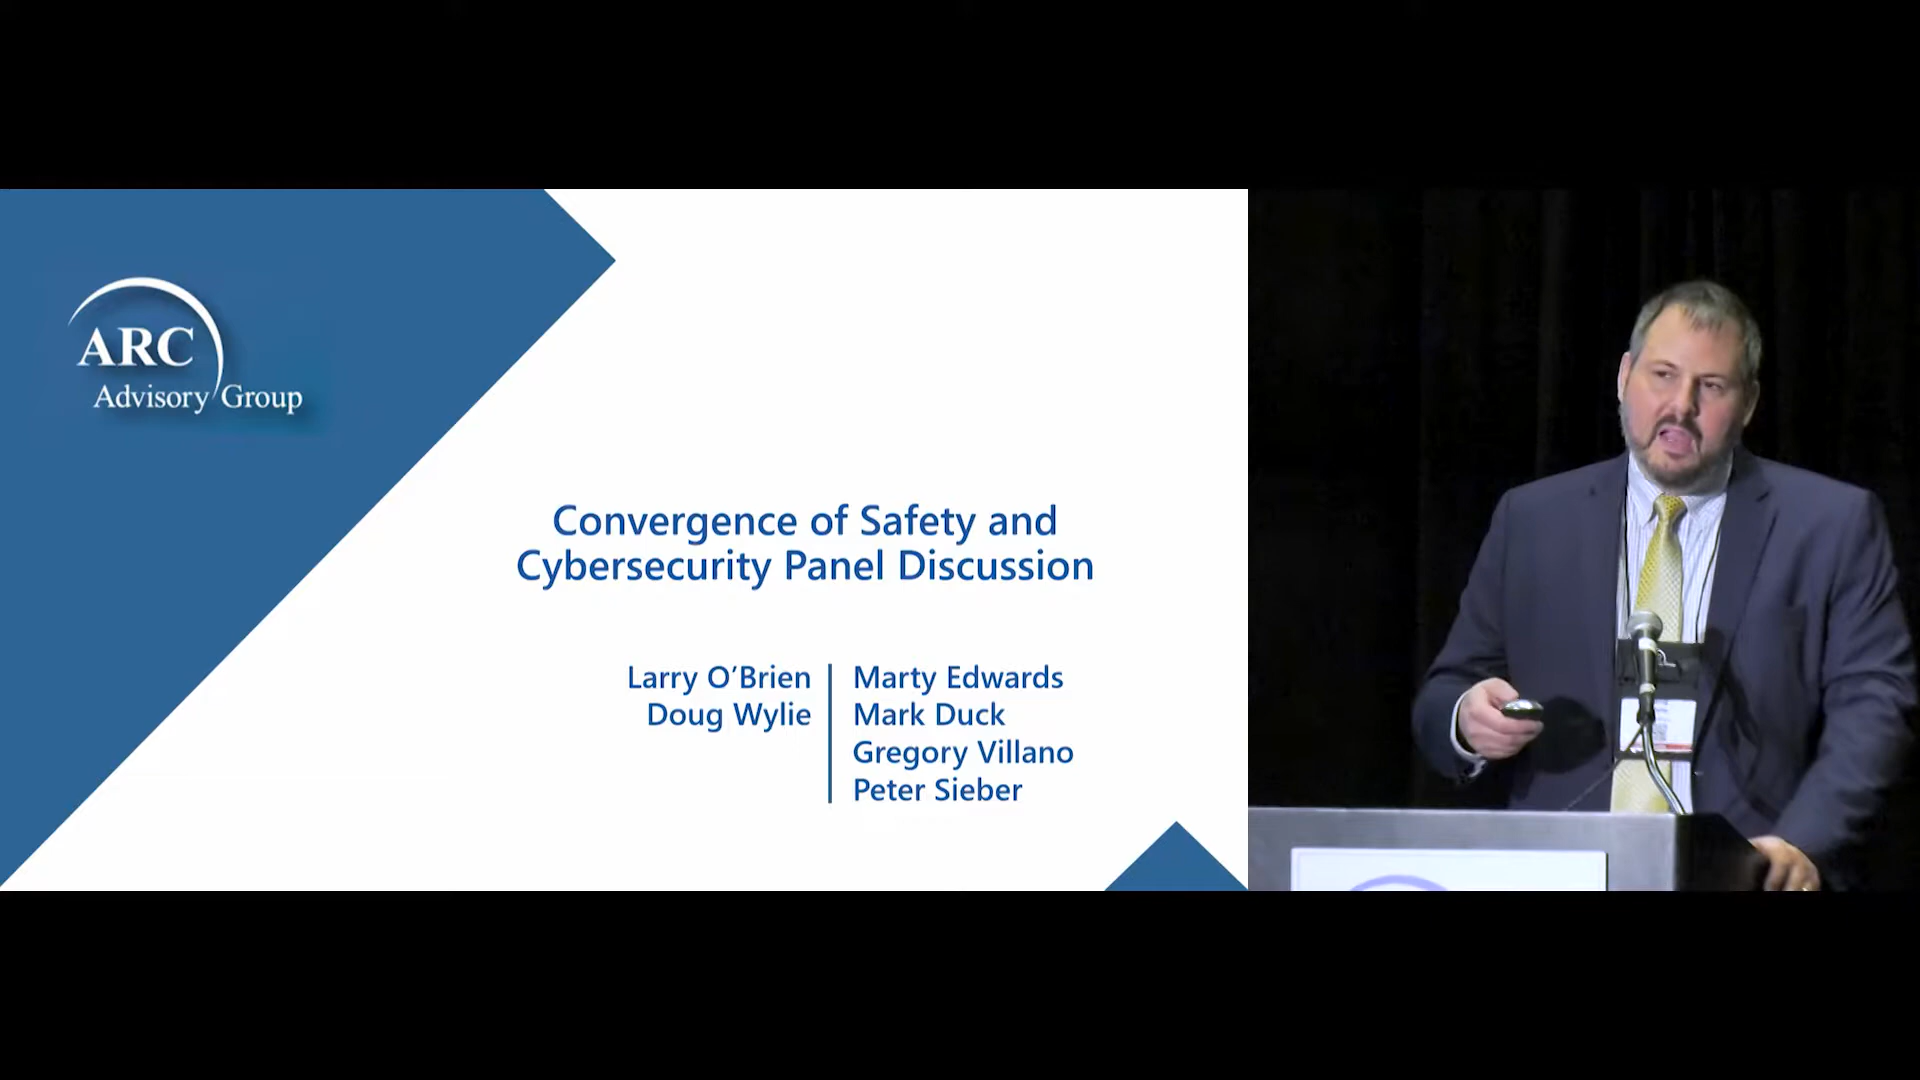 ARC
Advisory Group
Convergence of Safety and
Cybersecurity Panel Discussion
Larry O’Brien
Doug Wylie
Marty Edwards
Mark Duck
Gregory Villano
Peter Sieber